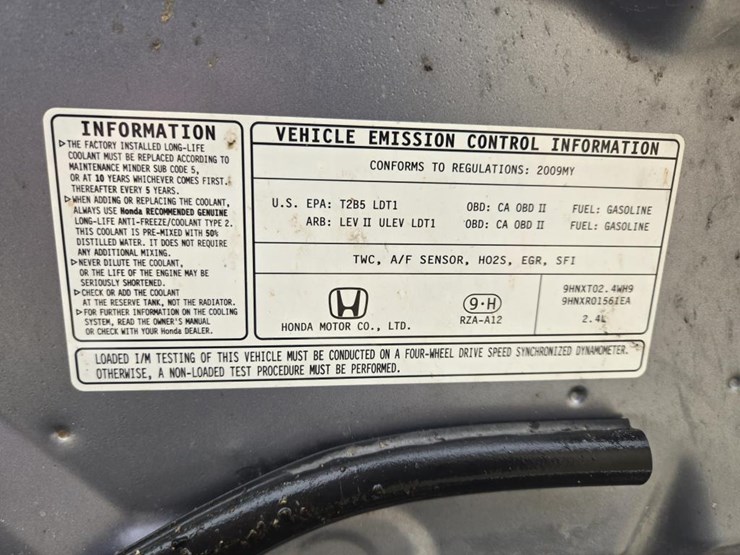 INFORMATION
▷THE FACTORY INSTALLED LONG-LIFE
COOLANT MUST BE REPLACED ACCORDING TO
MAINTENANCE MINDER SUB CODE 5,
OR AT 10 YEARS WHICHEVER COMES FIRST.
THEREAFTER EVERY 5 YEARS.
▷WHEN ADDING OR REPLACING THE COOLANT,
ALWAYS USE Honda RECOMMENDED GENUINE
LONG-LIFE ANTI-FREEZE/COOLANT TYPE 2.
THIS COOLANT IS PRE-MIXED WITH 50%
DISTILLED WATER. IT DOES NOT REQUIRE
ANY ADDITIONAL MIXING.
▷NEVER DILUTE THE COOLANT,
OR THE LIFE OF THE ENGINE MAY BE
SERIOUSLY SHORTENED.
▷CHECK OR ADD THE COOLANT
AT THE RESERVE TANK, NOT THE RADIATOR.
▷FOR FURTHER INFORMATION ON THE COOLING
SYSTEM, READ THE OWNER'S MANUAL
OR CHECK WITH YOUR Honda DEALER.
VEHICLE EMISSION CONTROL INFORMATION
CONFORMS TO REGULATIONS: 2009MY
U.S. EPA: T2B5 LDT1 OBD: CA OBD II FUEL: GASOLINE
ARB: LEV II ULEV LDT1 OBD: CA OBD II FUEL: GASOLINE
TWC, A/F SENSOR, HO2S, EGR, SFI
HONDA MOTOR CO., LTD.
9·H
RZA-A12
9HNXT02.4WH9
9HNXR0156IEA
2.4L
LOADED I/M TESTING OF THIS VEHICLE MUST BE CONDUCTED ON A FOUR-WHEEL DRIVE SPEED SYNCHRONIZED DYNAMOMETER.
OTHERWISE, A NON-LOADED TEST PROCEDURE MUST BE PERFORMED.